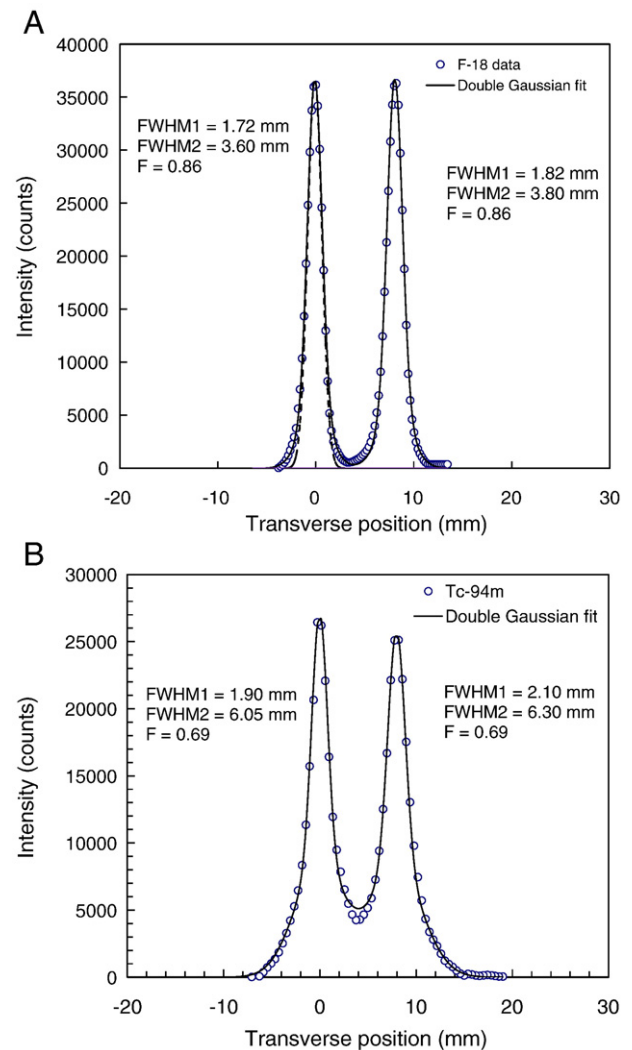 A
40000
35000
30000
25000
20000
15000
10000
5000
0
-20
-10
0
10
20
30
Intensity (counts)
Transverse position (mm)
F-18 data
Double Gaussian fit
FWHM1 = 1.72 mm
FWHM2 = 3.60 mm
F = 0.86
FWHM1 = 1.82 mm
FWHM2 = 3.80 mm
F = 0.86
B
30000
25000
20000
15000
10000
5000
0
-20
-10
0
10
20
30
Intensity (counts)
Transverse position (mm)
Tc-94m
Double Gaussian fit
FWHM1 = 1.90 mm
FWHM2 = 6.05 mm
F = 0.69
FWHM1 = 2.10 mm
FWHM2 = 6.30 mm
F = 0.69